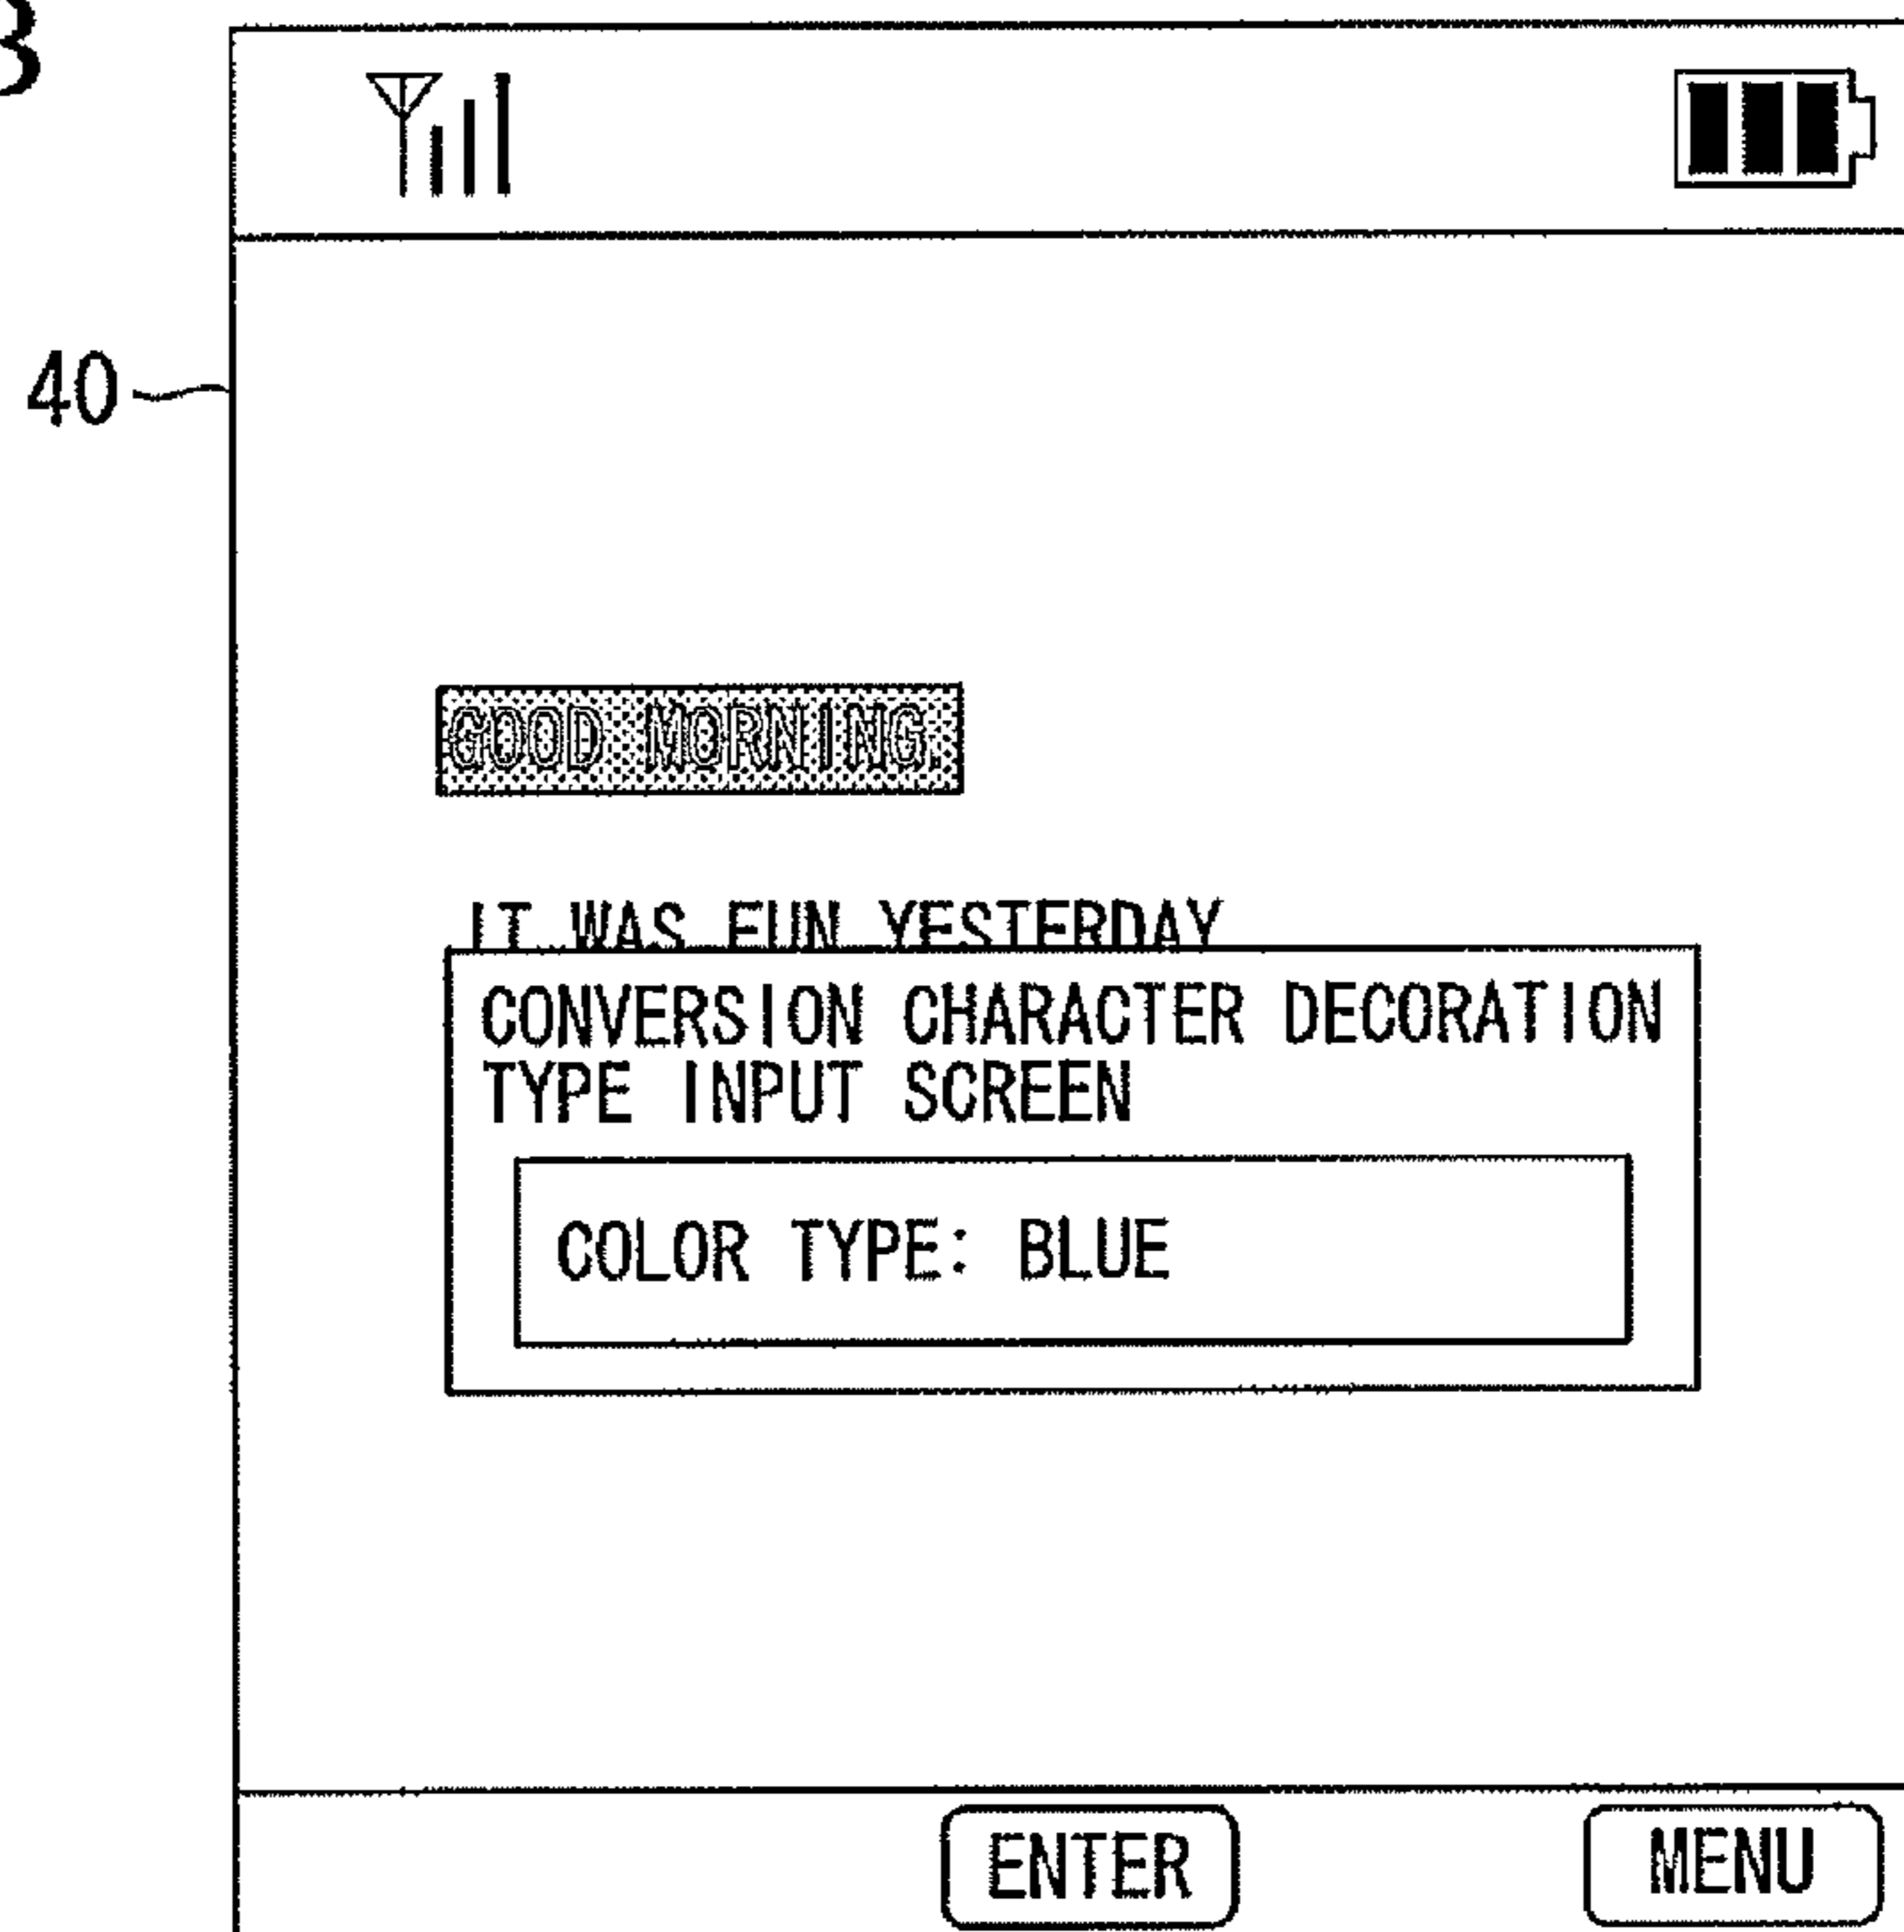 3
40
GOOD MORNING.
IT WAS FUN YESTERDAY
CONVERSION CHARACTER DECORATION
TYPE INPUT SCREEN
COLOR TYPE: BLUE
ENTER
MENU